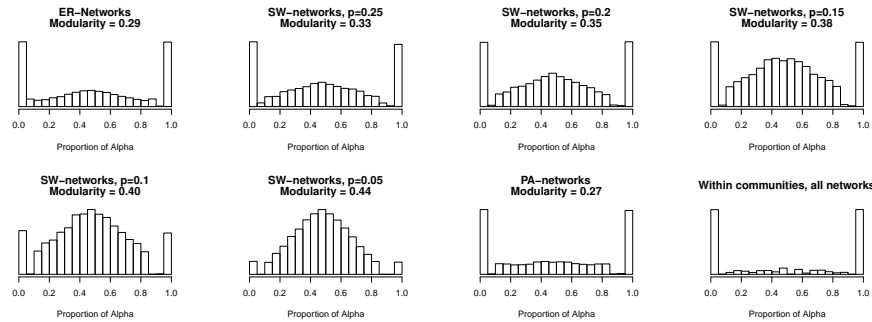 ER−Networks
Modularity = 0.29
0.0 0.2 0.4 0.6 0.8 1.0
Proportion of Alpha
SW−networks, p=0.25
Modularity = 0.33
0.0 0.2 0.4 0.6 0.8 1.0
Proportion of Alpha
SW−networks, p=0.2
Modularity = 0.35
0.0 0.2 0.4 0.6 0.8 1.0
Proportion of Alpha
SW−networks, p=0.15
Modularity = 0.38
0.0 0.2 0.4 0.6 0.8 1.0
Proportion of Alpha
SW−networks, p=0.1
Modularity = 0.40
0.0 0.2 0.4 0.6 0.8 1.0
Proportion of Alpha
SW−networks, p=0.05
Modularity = 0.44
0.0 0.2 0.4 0.6 0.8 1.0
Proportion of Alpha
PA−networks
Modularity = 0.27
0.0 0.2 0.4 0.6 0.8 1.0
Proportion of Alpha
Within communities, all networks
0.0 0.2 0.4 0.6 0.8 1.0
Proportion of Alpha